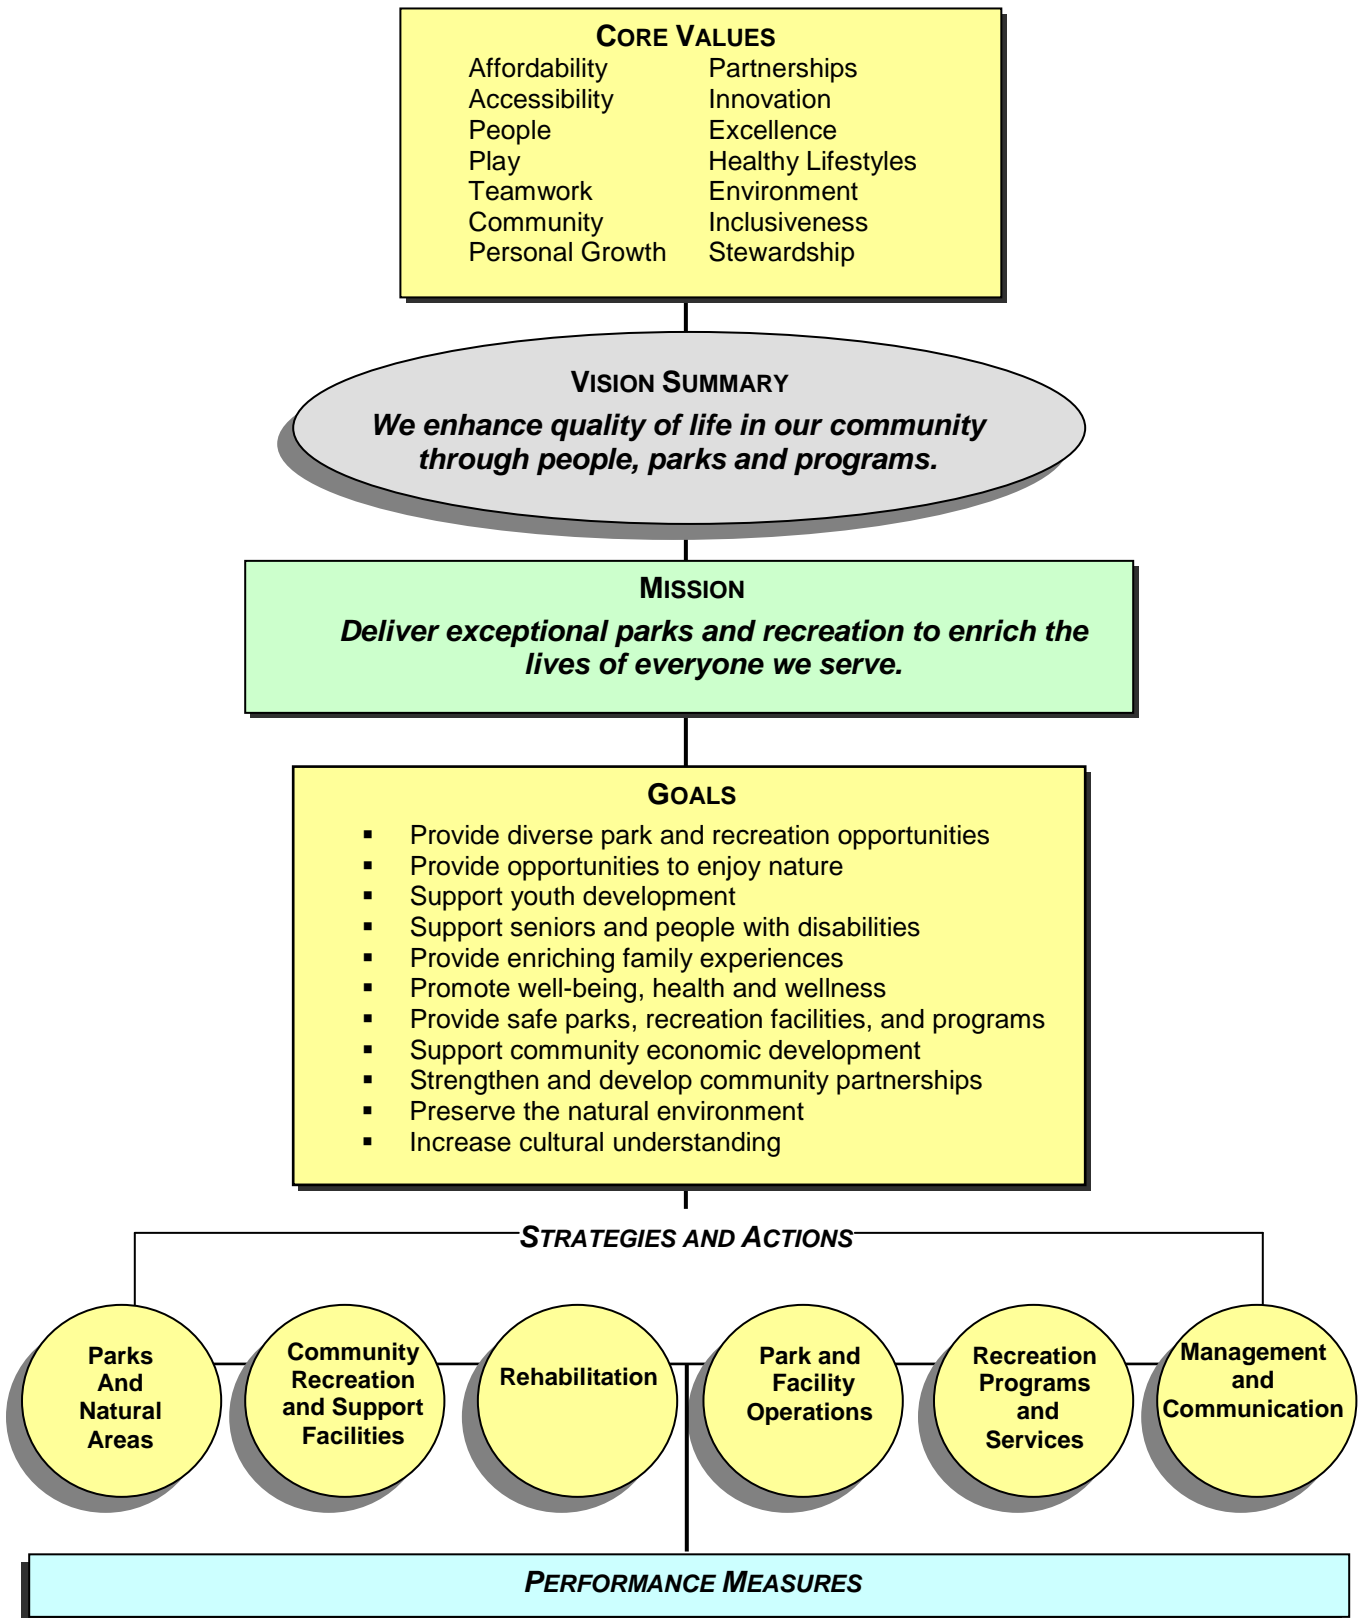 CORE VALUES
Affordability Partnerships
Accessibility Innovation
People Excellence
Play Healthy Lifestyles
Teamwork Environment
Community Inclusiveness
Personal Growth Stewardship
VISION SUMMARY
We enhance quality of life in our community
through people, parks and programs.
MISSION
Deliver exceptional parks and recreation to enrich the
lives of everyone we serve.
GOALS
▪ Provide diverse park and recreation opportunities
▪ Provide opportunities to enjoy nature
▪ Support youth development
▪ Support seniors and people with disabilities
▪ Provide enriching family experiences
▪ Promote well-being, health and wellness
▪ Provide safe parks, recreation facilities, and programs
▪ Support community economic development
▪ Strengthen and develop community partnerships
▪ Preserve the natural environment
▪ Increase cultural understanding
STRATEGIES AND ACTIONS
Parks
And
Natural
Areas
Community
Recreation
and Support
Facilities
Rehabilitation
Park and
Facility
Operations
Recreation
Programs
and
Services
Management
and
Communication
PERFORMANCE MEASURES